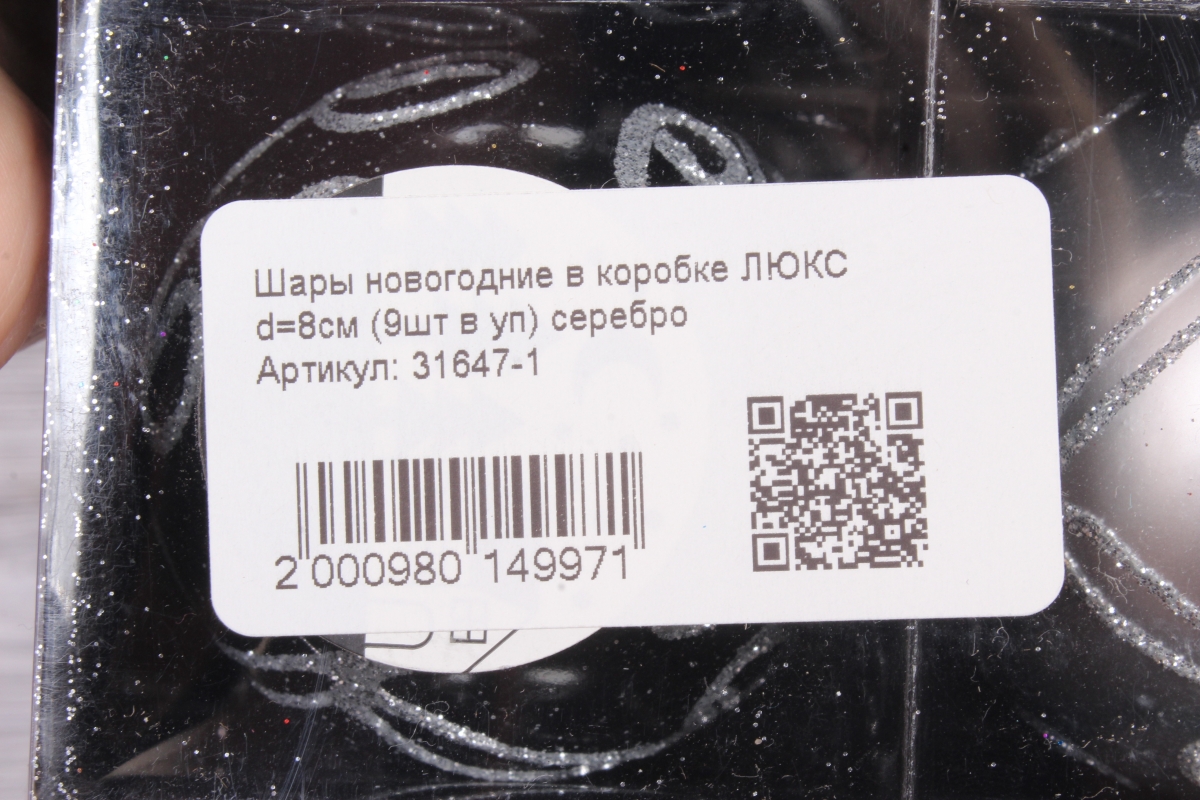 Шары новогодние в коробке ЛЮКС
d=8см (9шт в уп) серебро
Артикул: 31647-1
2 000980 149971